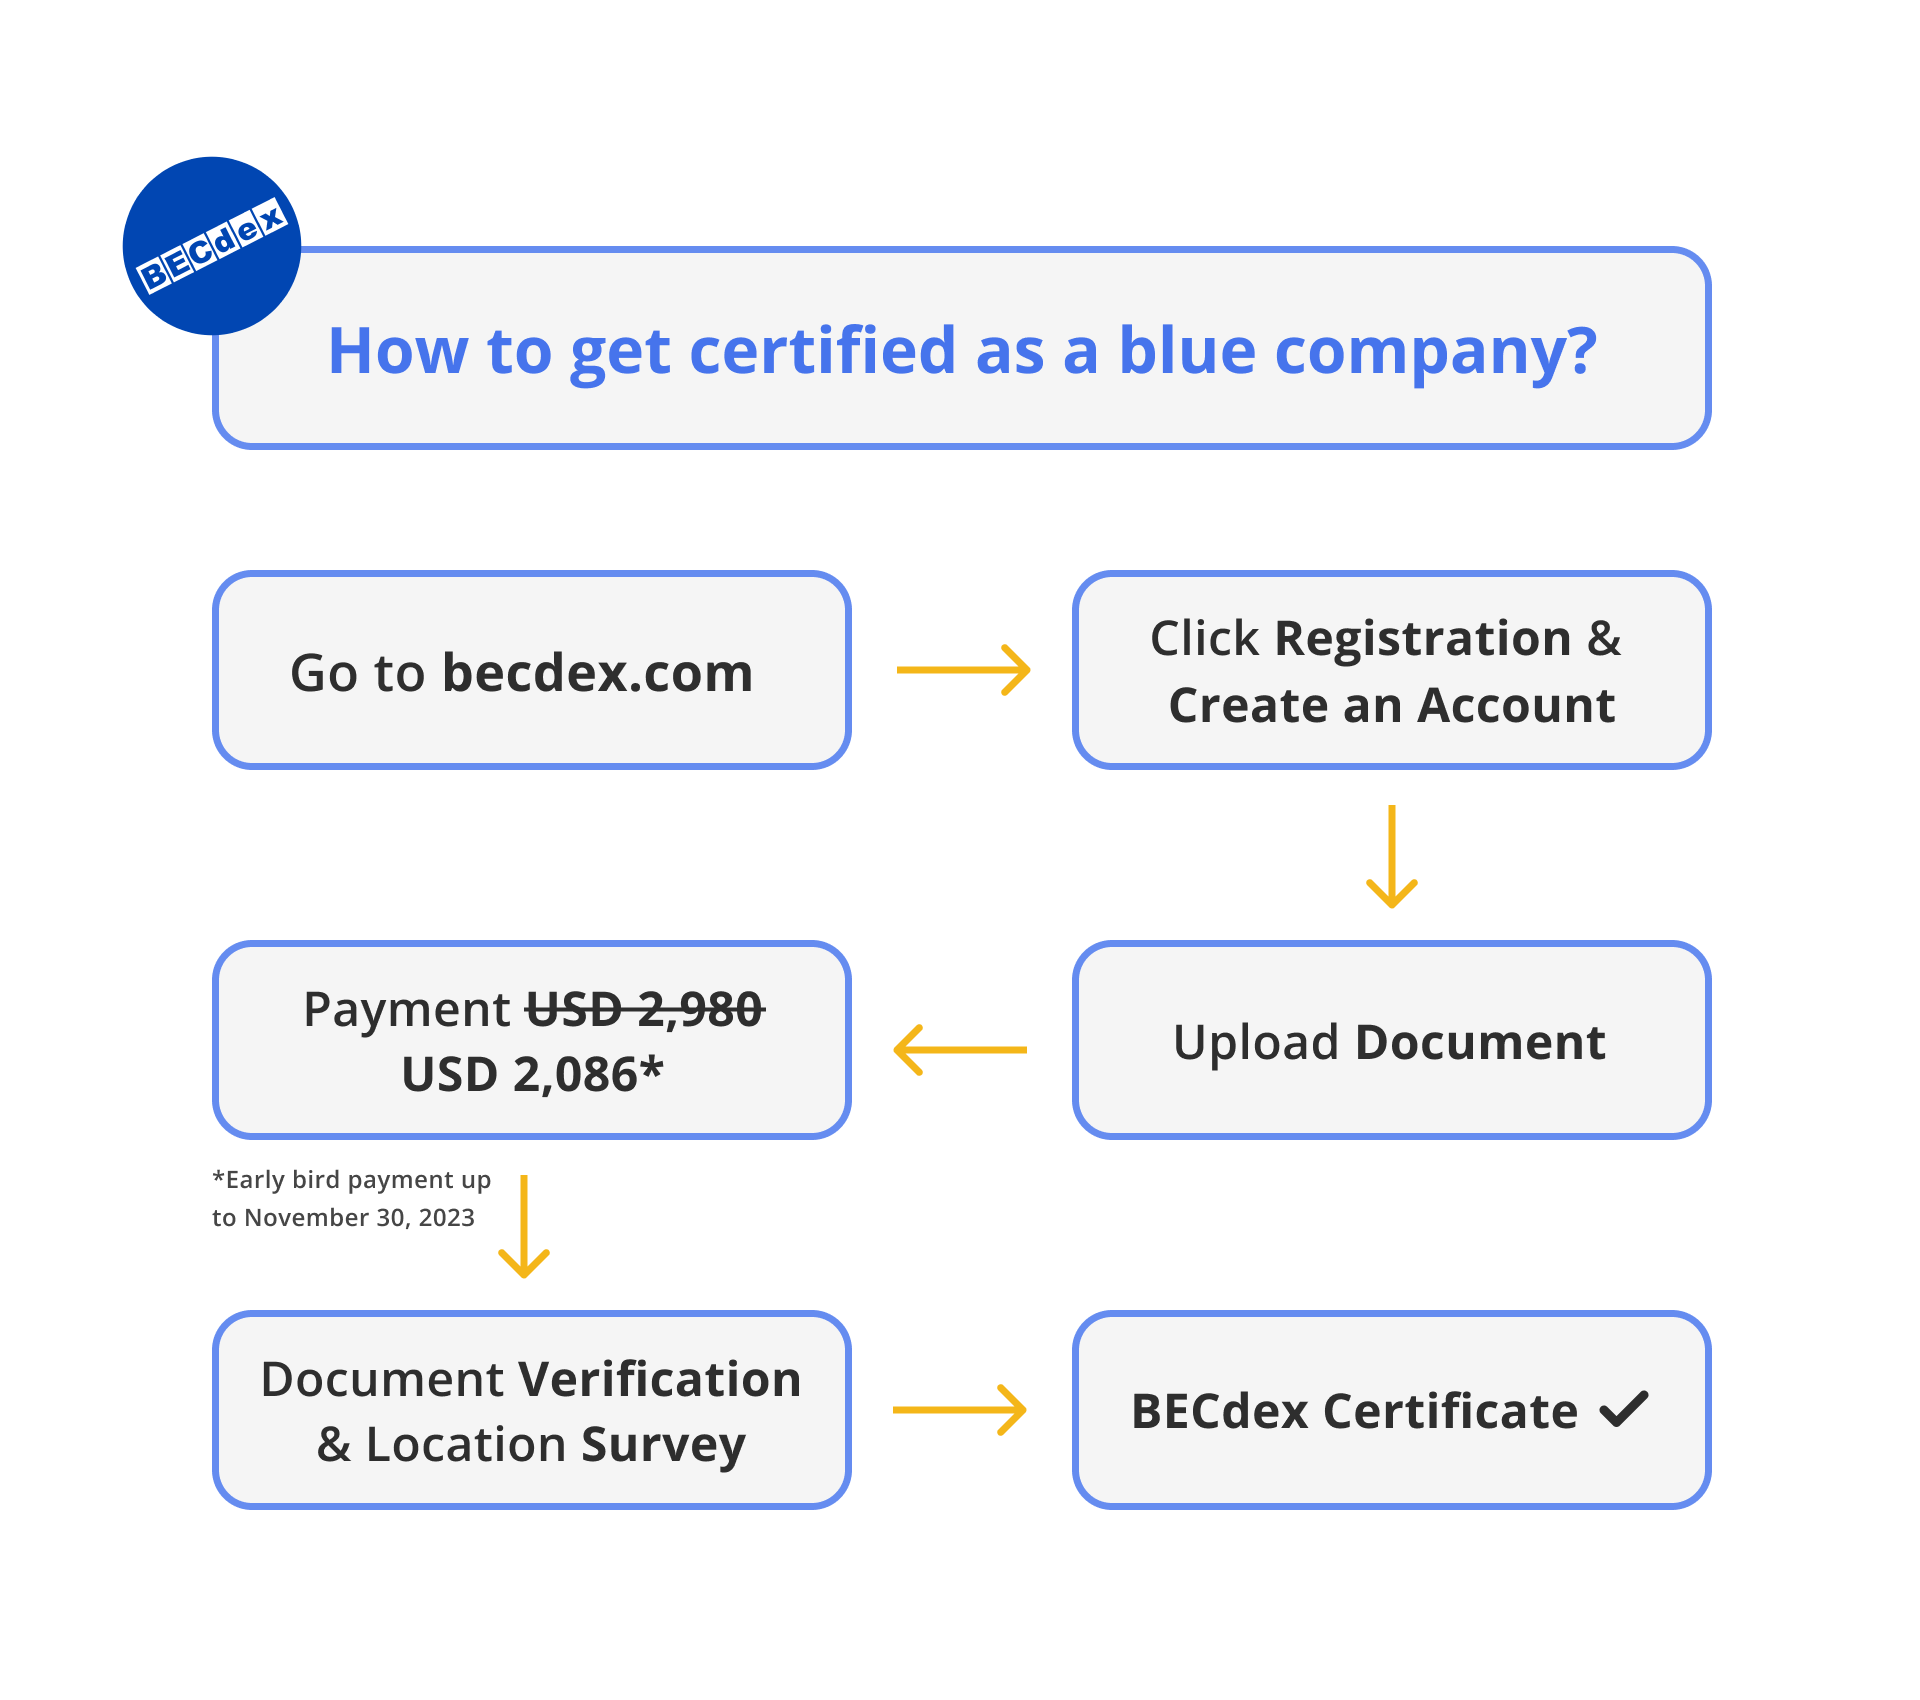 BECdex
How to get certified as a blue company?
Go to becdex.com
Click Registration &
Create an Account
Upload Document
Payment USD 2,980
USD 2,086*
*Early bird payment up
to November 30, 2023
Document Verification
& Location Survey
BECdex Certificate